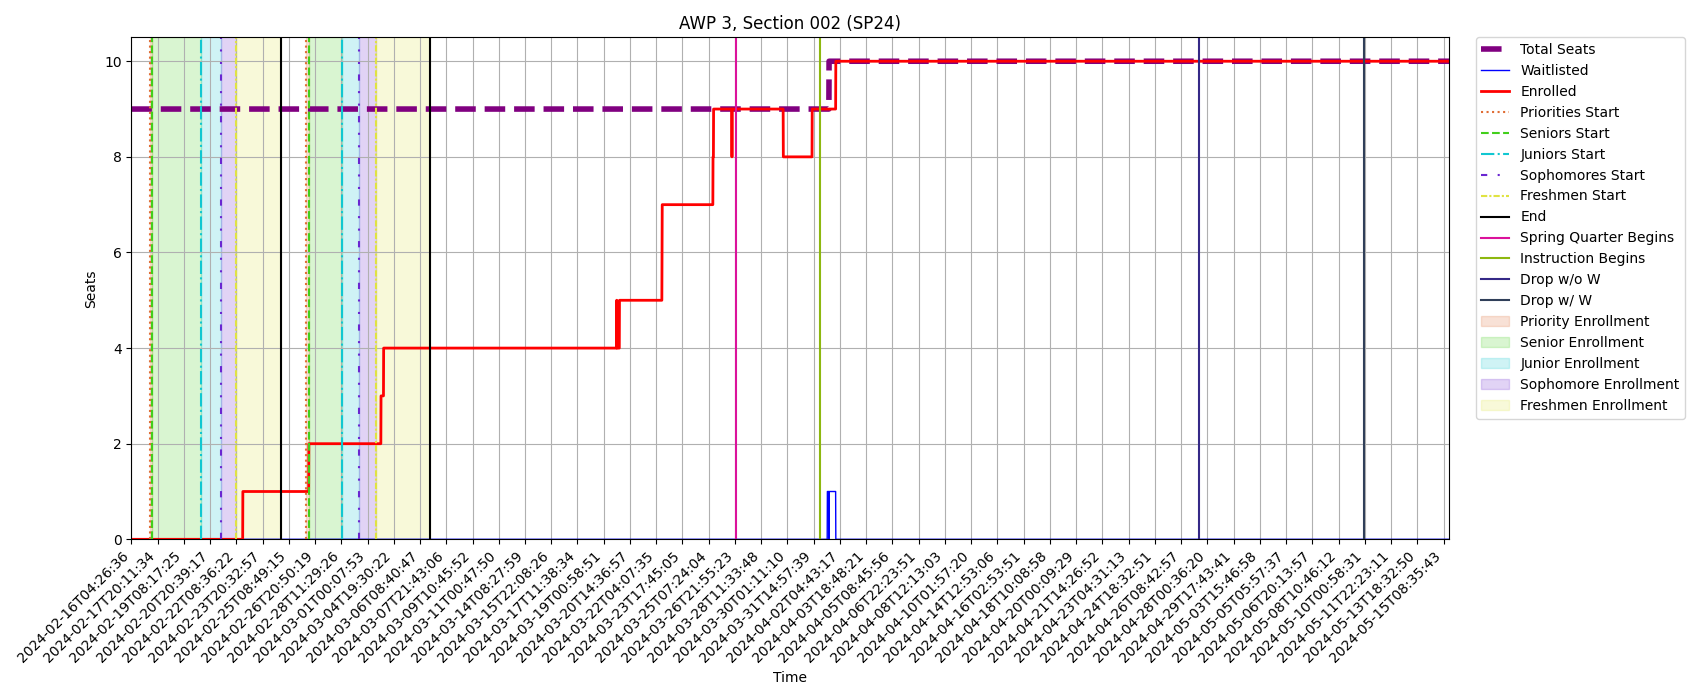 AWP 3, Section 002 (SP24)
10
8
6
4
2
0
Seats
2024-02-16T04:26:36
2024-02-17T20:11:34
2024-02-19T08:17:25
2024-02-20T20:39:17
2024-02-22T08:36:22
2024-02-23T20:32:57
2024-02-25T08:49:15
2024-02-26T20:50:19
2024-02-28T11:29:26
2024-03-01T00:07:53
2024-03-04T19:30:22
2024-03-06T08:40:47
2024-03-07T21:43:06
2024-03-09T10:45:52
2024-03-11T00:47:50
2024-03-14T08:27:59
2024-03-15T22:08:26
2024-03-17T11:38:34
2024-03-19T00:58:51
2024-03-20T14:36:57
2024-03-22T04:07:35
2024-03-23T17:45:05
2024-03-25T07:24:04
2024-03-26T21:55:23
2024-03-28T11:33:48
2024-03-30T01:11:10
2024-03-31T14:57:39
2024-04-02T04:43:17
2024-04-03T18:48:21
2024-04-05T08:45:56
2024-04-06T22:23:51
2024-04-08T12:13:03
2024-04-10T01:57:20
2024-04-14T12:53:06
2024-04-16T02:53:51
2024-04-18T10:08:58
2024-04-20T00:09:29
2024-04-21T14:26:52
2024-04-23T04:31:13
2024-04-24T18:32:51
2024-04-26T08:42:57
2024-04-28T00:36:20
2024-04-29T17:43:41
2024-05-03T15:46:58
2024-05-05T05:57:37
2024-05-06T20:13:57
2024-05-08T10:46:12
2024-05-10T00:58:31
2024-05-11T22:23:11
2024-05-13T18:32:50
2024-05-15T08:35:43
Time
Total Seats
Waitlisted
Enrolled
Priorities Start
Seniors Start
Juniors Start
Sophomores Start
Freshmen Start
End
Spring Quarter Begins
Instruction Begins
Drop w/o W
Drop w/ W
Priority Enrollment
Senior Enrollment
Junior Enrollment
Sophomore Enrollment
Freshmen Enrollment